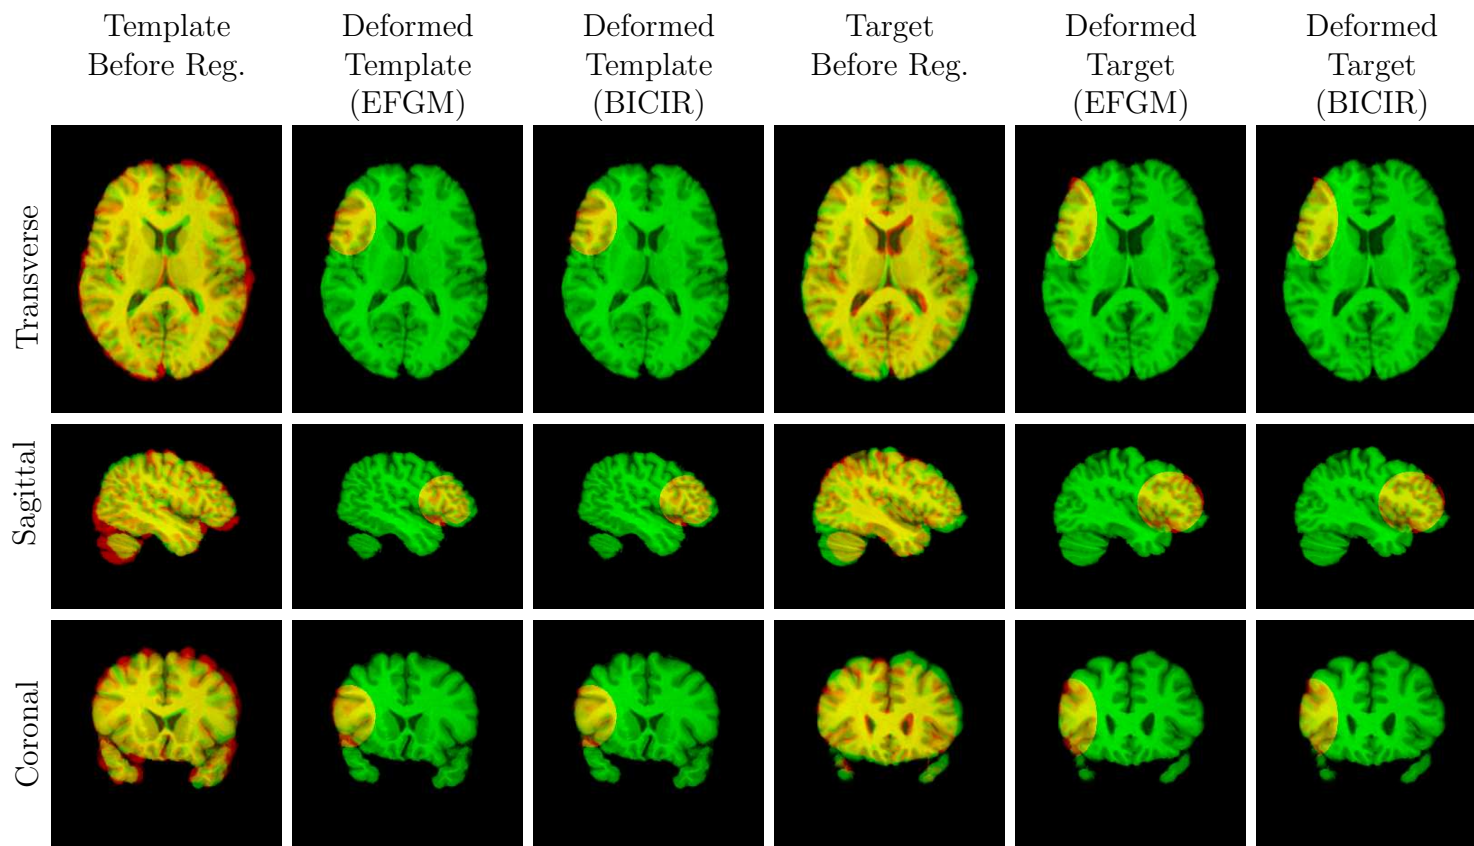 Template
Before Reg.
Deformed
Template
(EFGM)
Deformed
Template
(BICIR)
Target
Before Reg.
Deformed
Target
(EFGM)
Deformed
Target
(BICIR)
Transverse
Sagittal
Coronal